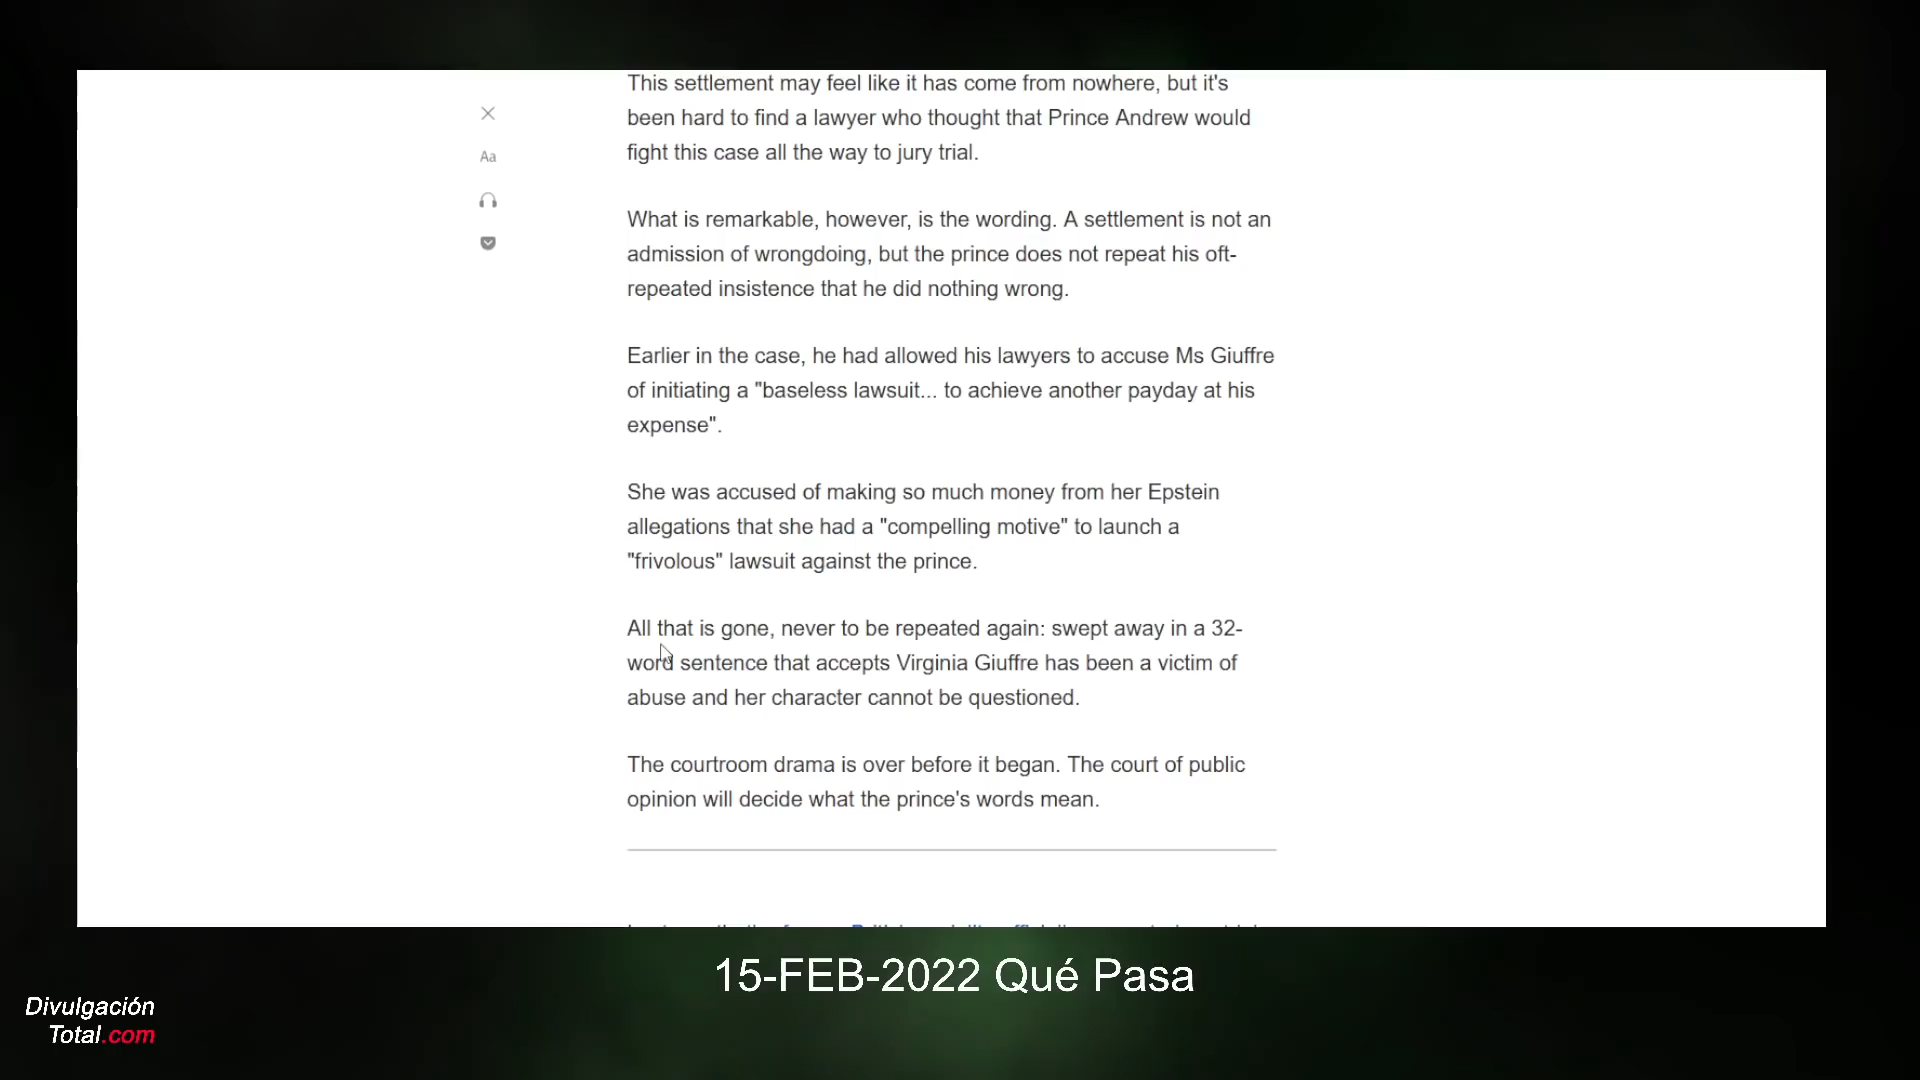 This settlement may feel like it has come from nowhere, but it's
been hard to find a lawyer who thought that Prince Andrew would
fight this case all the way to jury trial.
Aa
What is remarkable, however, is the wording. A settlement is not an
admission of wrongdoing, but the prince does not repeat his oft-
repeated insistence that he did nothing wrong.
Earlier in the case, he had allowed his lawyers to accuse Ms Giuffre
of initiating a "baseless lawsuit... to achieve another payday at his
expense".
She was accused of making so much money from her Epstein
allegations that she had a "compelling motive" to launch a
"frivolous" lawsuit against the prince.
All that is gone, never to be repeated again: swept away in a 32-
word sentence that accepts Virginia Giuffre has been a victim of
abuse and her character cannot be questioned.
The courtroom drama is over before it began. The court of public
opinion will decide what the prince's words mean.
15-FEB-2022 Qué Pasa
Divulgación
Total.com